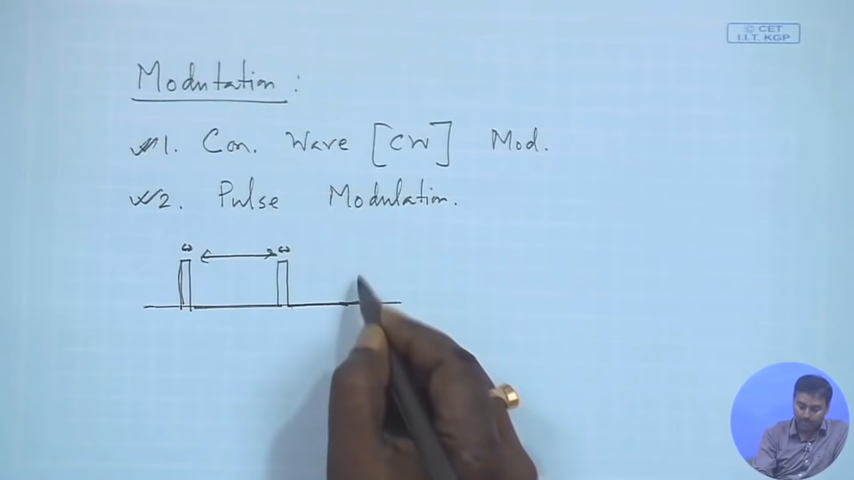 © CET
I.I.T. KGP
Modulation :
1. Con. Wave [CW] Mod.
2. Pulse Modulation.